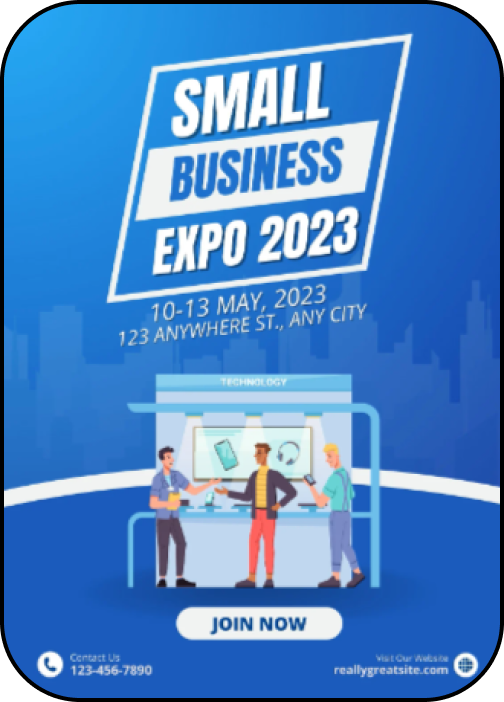 SMALL
BUSINESS
EXPO 2023
10-13 MAY, 2023
123 ANYWHERE ST., ANY CITY
TECHNOLOGY
JOIN NOW
Contact Us
123-456-7890
Visit Our Website
reallygreatsite.com